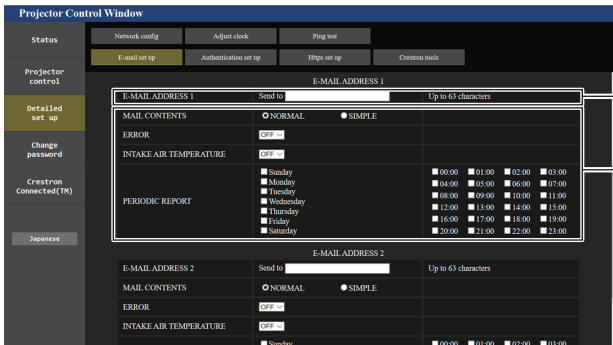 Projector Control Window
Status
Projector
control
Detailed
set up
Change
password
Crestron
Connected(TM)
Japanese
Network config Adjust clock Ping test
E-mail set up Authentication set up Https set up Crestron tools
E-MAIL ADDRESS 1
E-MAIL ADDRESS 1 Send to Up to 63 characters
MAIL CONTENTS NORMAL SIMPLE
ERROR OFF
INTAKE AIR TEMPERATURE OFF
PERIODIC REPORT
Sunday 00:00 01:00 02:00 03:00
Monday 04:00 05:00 06:00 07:00
Tuesday 08:00 09:00 10:00 11:00
Wednesday 12:00 13:00 14:00 15:00
Thursday 16:00 17:00 18:00 19:00
Friday 20:00 21:00 22:00 23:00
Saturday
E-MAIL ADDRESS 2
E-MAIL ADDRESS 2 Send to Up to 63 characters
MAIL CONTENTS NORMAL SIMPLE
ERROR OFF
INTAKE AIR TEMPERATURE OFF
Sunday 00:00 01:00 02:00 03:00